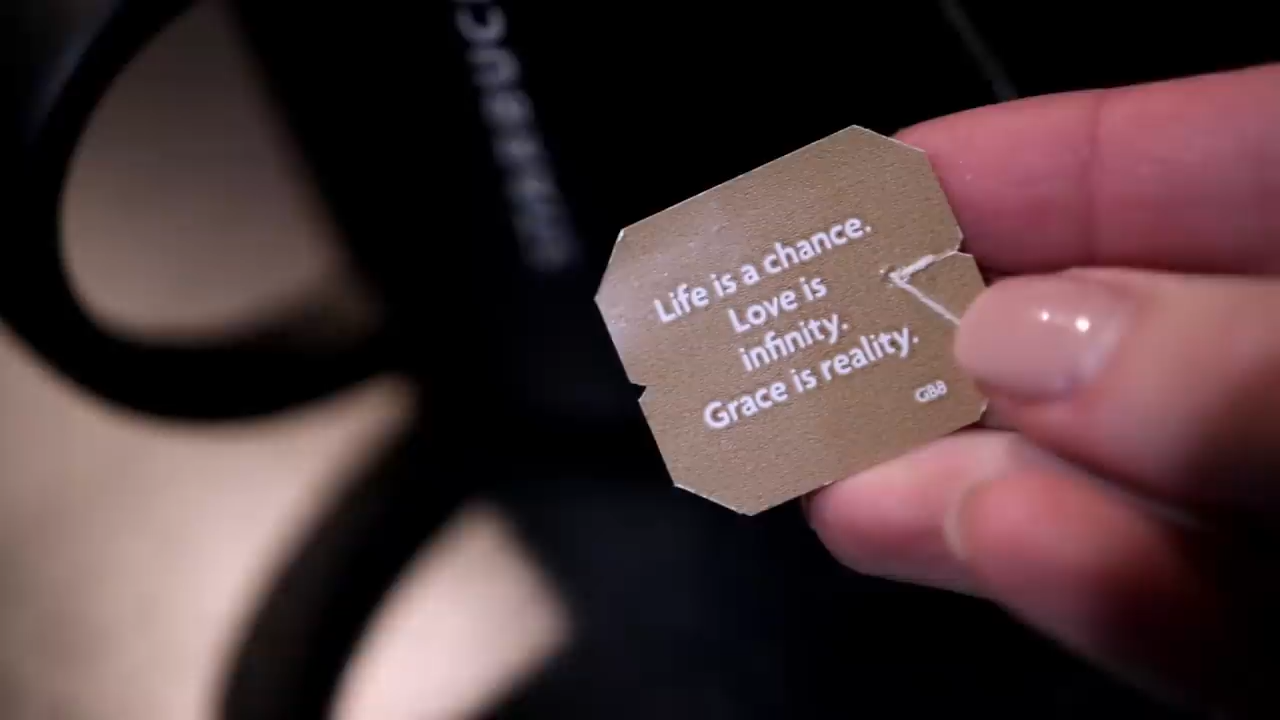 Life is a chance.
Love is
infinity.
Grace is reality.
GBB